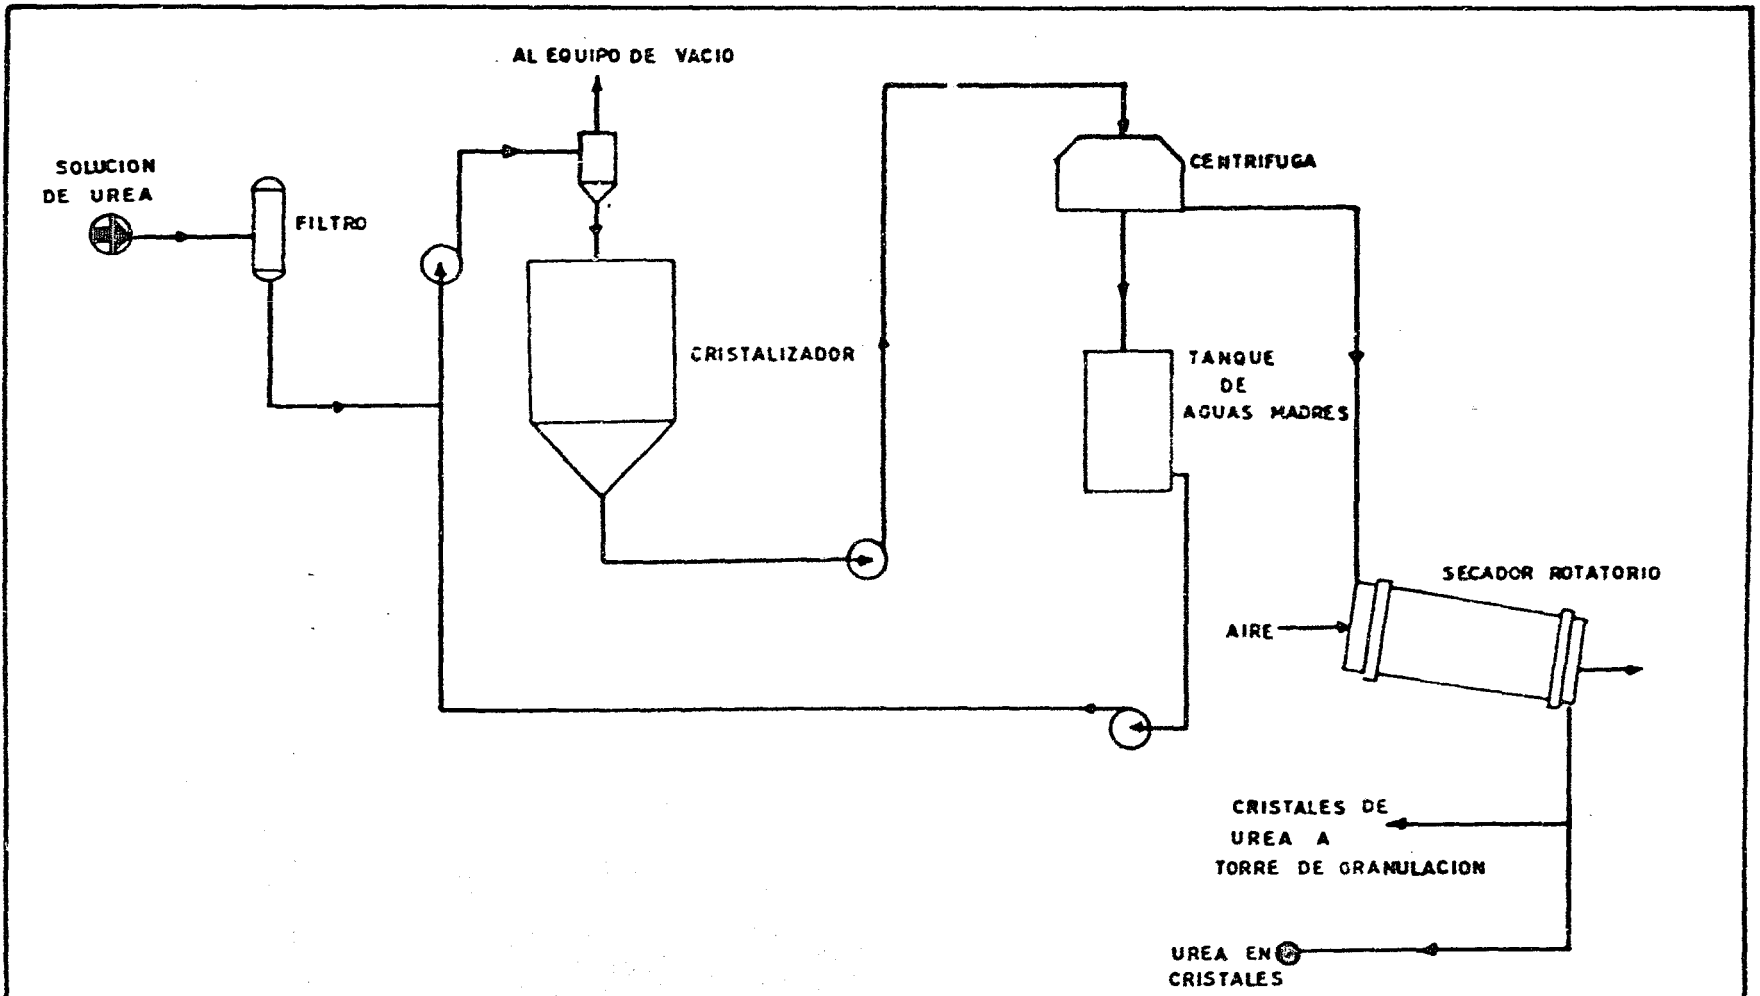 AL EQUIPO DE VACIO
SOLUCION
DE UREA
FILTRO
CENTRIFUGA
CRISTALIZADOR
TANQUE
DE
AGUAS MADRES
SECADOR ROTATORIO
AIRE
CRISTALES DE
UREA A
TORRE DE GRANULACION
UREA EN
CRISTALES